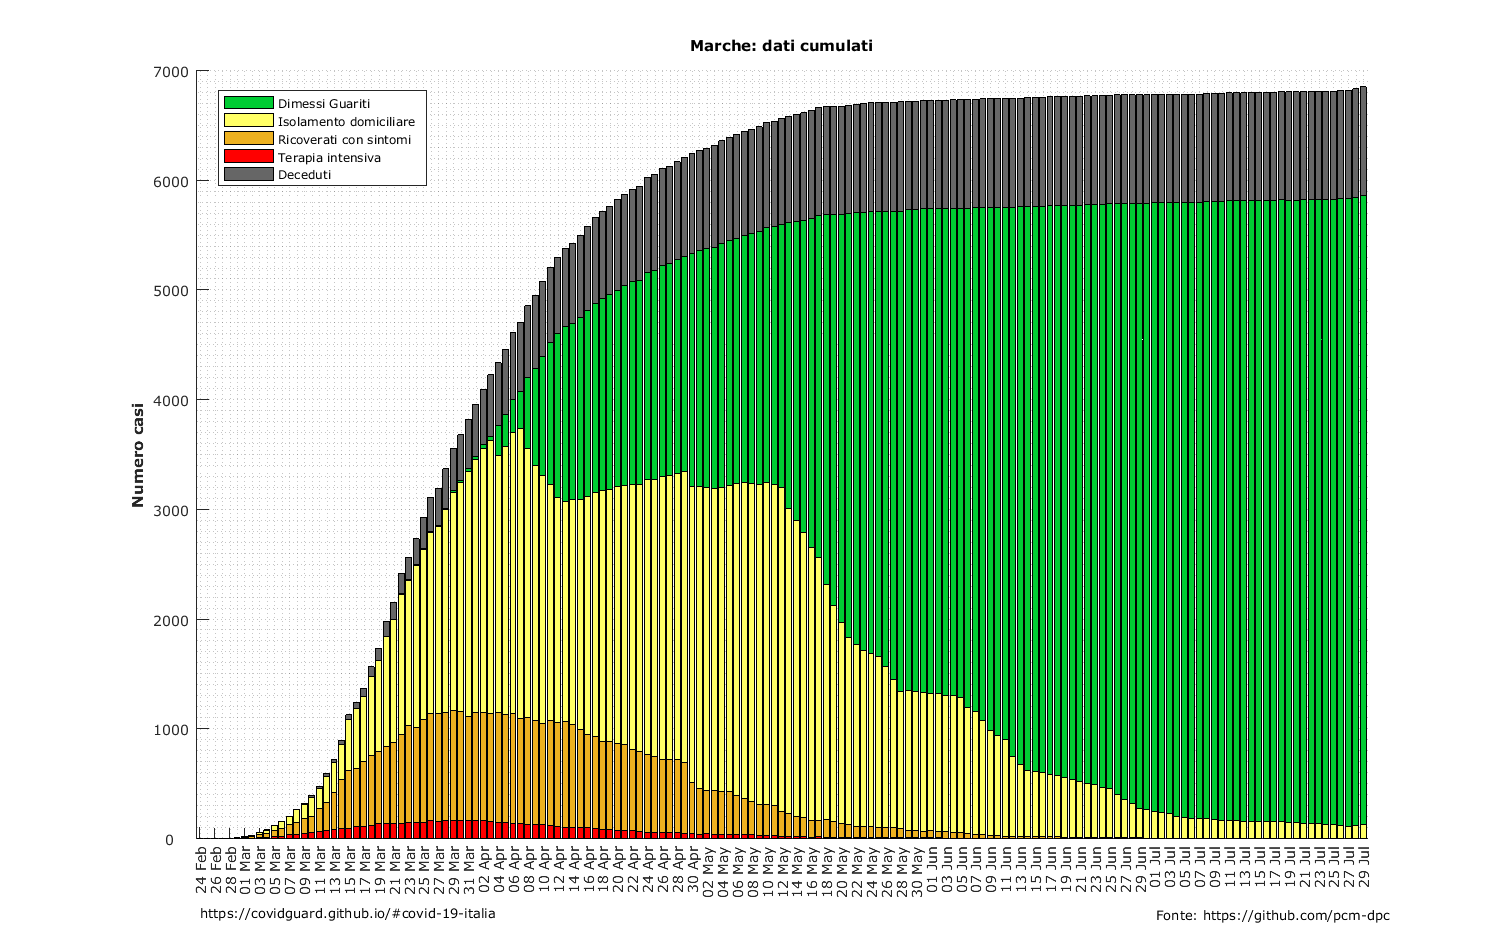 Marche: dati cumulati
Dimessi Guariti
Isolamento domiciliare
Ricoverati con sintomi
Terapia intensiva
Deceduti
Numero casi
7000
6000
5000
4000
3000
2000
1000
0
24 Feb
26 Feb
28 Feb
01 Mar
03 Mar
05 Mar
07 Mar
09 Mar
11 Mar
13 Mar
15 Mar
17 Mar
19 Mar
21 Mar
23 Mar
25 Mar
27 Mar
29 Mar
31 Mar
02 Apr
04 Apr
06 Apr
08 Apr
10 Apr
12 Apr
14 Apr
16 Apr
18 Apr
20 Apr
22 Apr
24 Apr
26 Apr
28 Apr
30 Apr
02 May
04 May
06 May
08 May
10 May
12 May
14 May
16 May
18 May
20 May
22 May
24 May
26 May
28 May
30 May
01 Jun
03 Jun
05 Jun
07 Jun
09 Jun
11 Jun
13 Jun
15 Jun
17 Jun
19 Jun
21 Jun
23 Jun
25 Jun
27 Jun
29 Jun
01 Jul
03 Jul
05 Jul
07 Jul
09 Jul
11 Jul
13 Jul
15 Jul
17 Jul
19 Jul
21 Jul
23 Jul
25 Jul
27 Jul
29 Jul
https://covidguard.github.io/#covid-19-italia
Fonte: https://github.com/pcm-dpc